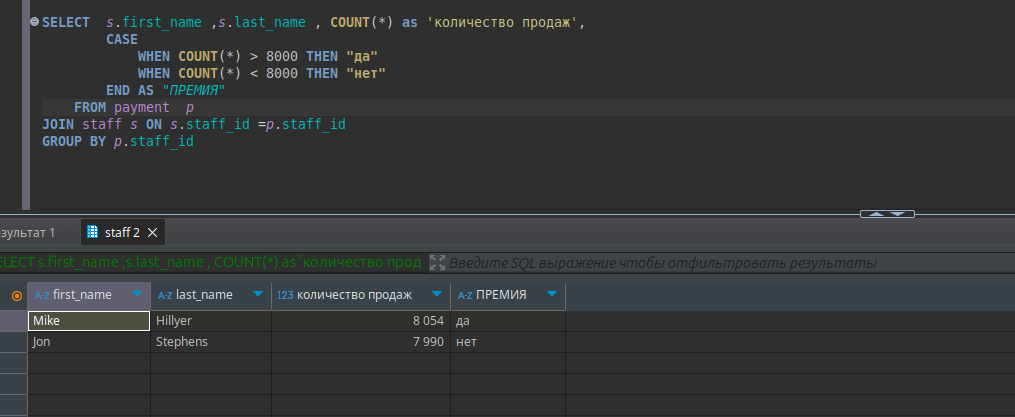 SELECT  s.first_name ,s.last_name , COUNT(*) as 'количество продаж',
CASE
WHEN COUNT(*) > 8000 THEN "да"
WHEN COUNT(*) < 8000 THEN "нет"
END AS "ПРЕМИЯ"
FROM payment  p
JOIN staff s ON s.staff_id =p.staff_id
GROUP BY p.staff_id
зультат 1 staff 2
ELECT s.first_name ,s.last_name , COUNT(*) as 'количество прод Введите SQL выражение чтобы отфильтровать результаты
A-Z first_name A-Z last_name 123 количество продаж A-Z ПРЕМИЯ
Mike Hillyer 8 054 да
Jon Stephens 7 990 нет